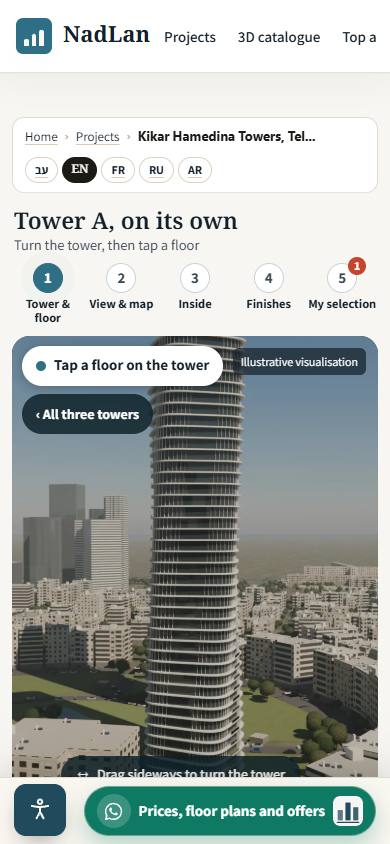 NadLan Projects 3D catalogue Top a
Home › Projects › Kikar Hamedina Towers, Tel...
עב EN FR RU AR
Tower A, on its own
Turn the tower, then tap a floor
1 2 3 4 5 1
Tower & floor View & map Inside Finishes My selection
Tap a floor on the tower
Illustrative visualisation
‹ All three towers
↔ Drag sideways to turn the tower
Prices, floor plans and offers